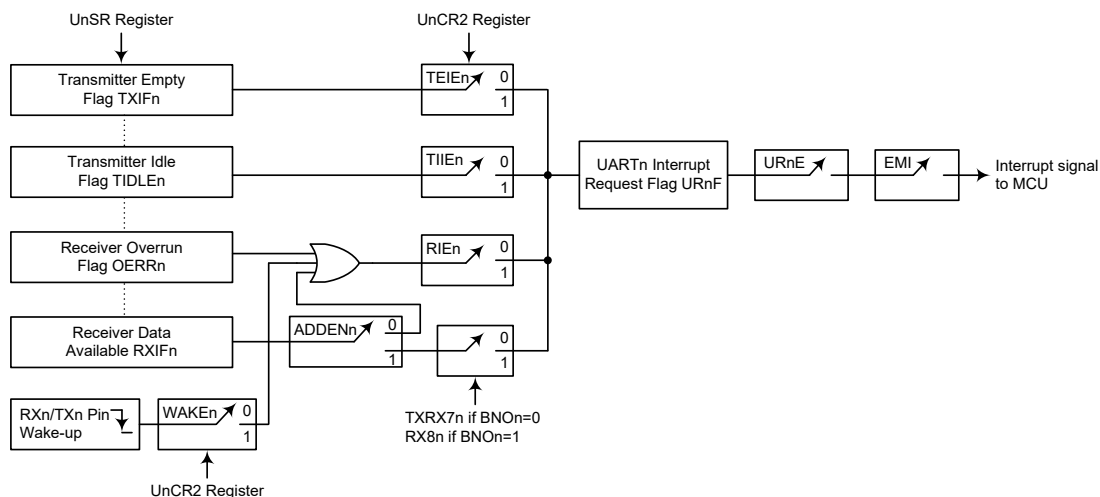 UnSR Register
UnCR2 Register
Transmitter Empty
Flag TXIFn
TEIEn
0
1
Transmitter Idle
Flag TIDLEn
TIIEn
0
1
UARTn Interrupt
Request Flag URnF
URnE
EMI
Interrupt signal
to MCU
Receiver Overrun
Flag OERRn
RIEn
0
1
Receiver Data
Available RXIFn
ADDENn
0
1
0
1
RXn/TXn Pin
Wake-up
WAKEn
0
1
TXRX7n if BNOn=0
RX8n if BNOn=1
UnCR2 Register